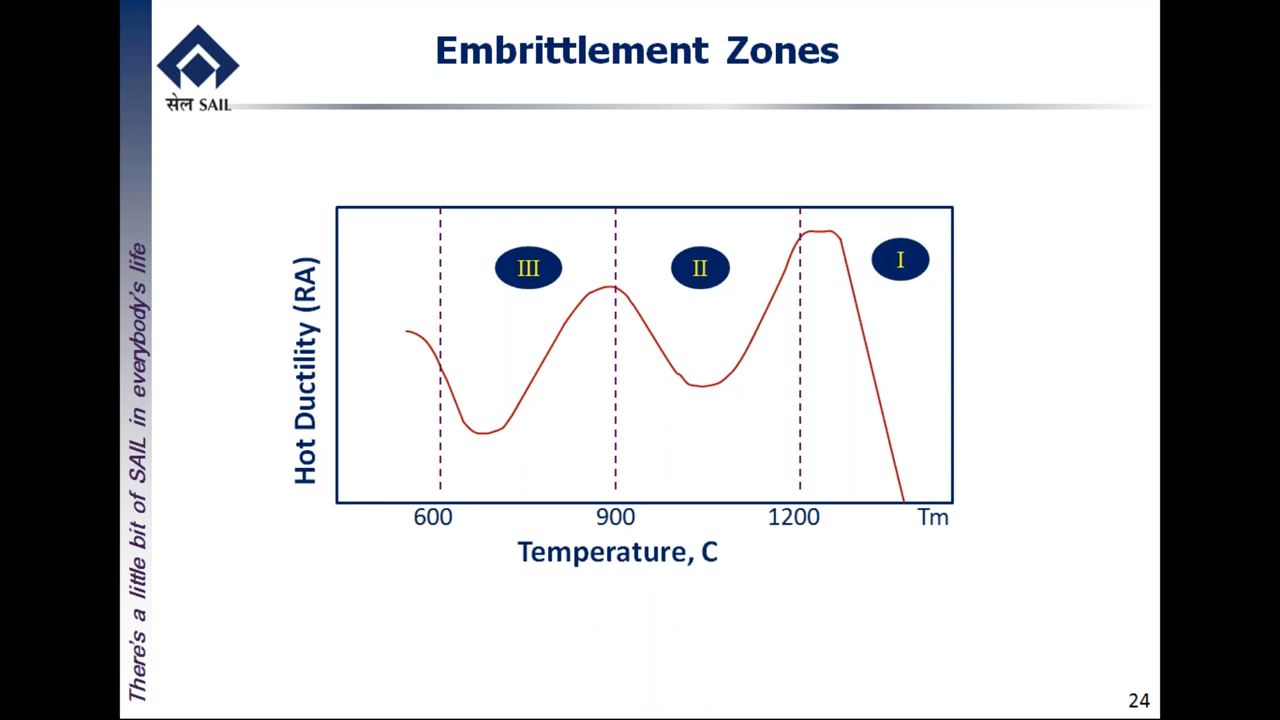 Embrittlement Zones
सेल SAIL
There's a little bit of SAIL in everybody's life
Hot Ductility (RA)
III
II
I
600
900
1200
Tm
Temperature, C
24